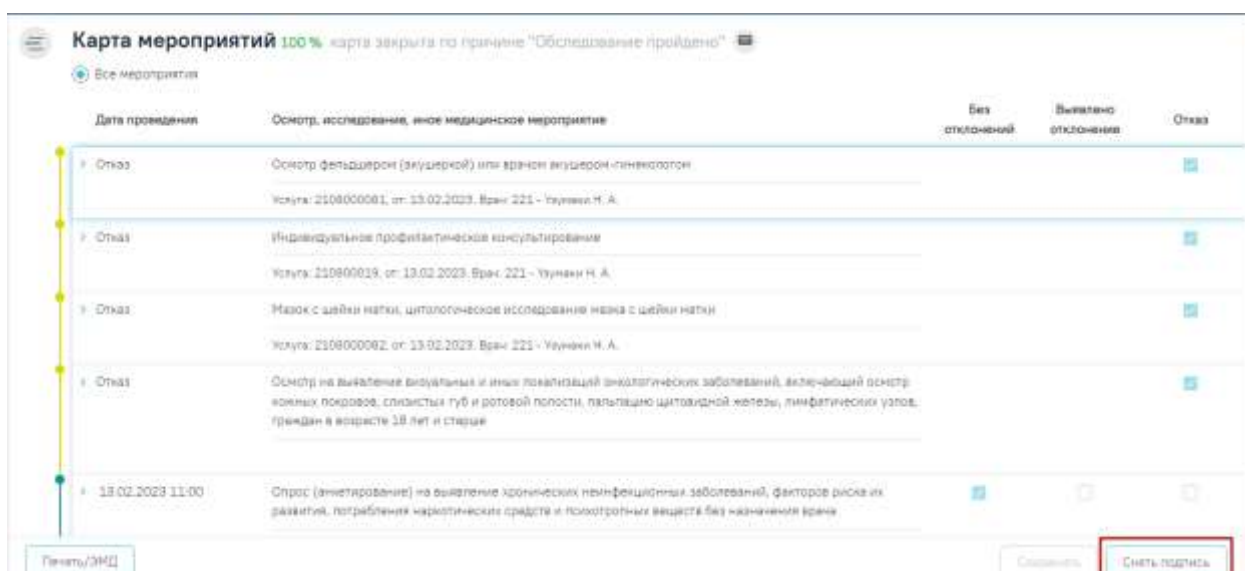 Карта мероприятий 100 % карта закрыта по причине "Обследование пройдено"
Все мероприятия
Дата проведения Осмотр, исследование, иное медицинское мероприятие Без отклонений Выявлено отклонение Отказ
Отказ Осмотр фельдшером (акушеркой) или врачом акушером-гинекологом
Услуга: 2108000081, от: 13.02.2023. Врач: 221 - Н. А.
Отказ Индивидуальное профилактическое консультирование
Услуга: 210800019, от: 13.02.2023. Врач: 221 - Н. А.
Отказ Мазок с шейки матки, цитологическое исследование мазка с шейки матки
Услуга: 2108000082, от: 13.02.2023. Врач: 221 - Н. А.
Отказ Осмотр на выявление визуальных и иных локализаций онкологических заболеваний, включающий осмотр
кожных покровов, слизистых губ и ротовой полости, пальпацию щитовидной железы, лимфатических узлов,
граждан в возрасте 18 лет и старше
13.02.2023 11:00 Опрос (анкетирование) на выявление хронических неинфекционных заболеваний, факторов риска их
развития, потребления наркотических средств и психотропных веществ без назначения врача
Печать/ЭМД Сохранить Снять подпись